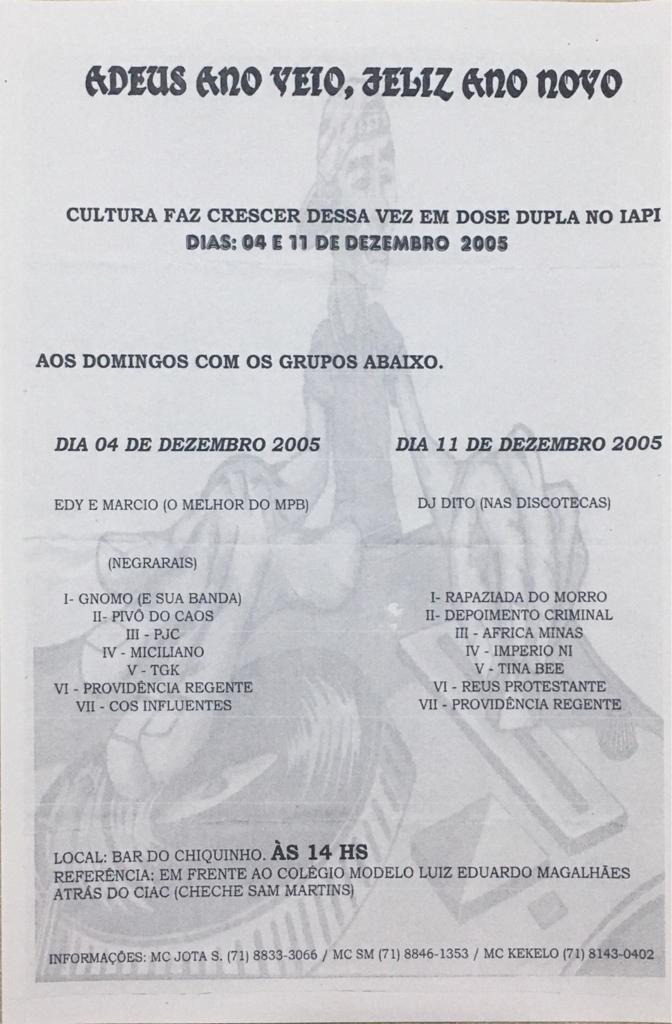 ADEUS ANO VEIO, FELIZ ANO NOVO
CULTURA FAZ CRESCER DESSA VEZ EM DOSE DUPLA NO IAPI
DIAS: 04 E 11 DE DEZEMBRO 2005
AOS DOMINGOS COM OS GRUPOS ABAIXO.
DIA 04 DE DEZEMBRO 2005
EDY E MARCIO (O MELHOR DO MPB)
(NEGRARAIS)
I- GNOMO (E SUA BANDA)
II- PIVÔ DO CAOS
III - PJC
IV - MICILIANO
V - TGK
VI - PROVIDÊNCIA REGENTE
VII - COS INFLUENTES
DIA 11 DE DEZEMBRO 2005
DJ DITO (NAS DISCOTECAS)
I- RAPAZIADA DO MORRO
II- DEPOIMENTO CRIMINAL
III - AFRICA MINAS
IV - IMPERIO NI
V - TINA BEE
VI - REUS PROTESTANTE
VII - PROVIDÊNCIA REGENTE
LOCAL: BAR DO CHIQUINHO. ÀS 14 HS
REFERÊNCIA: EM FRENTE AO COLÉGIO MODELO LUIZ EDUARDO MAGALHÃES
ATRÁS DO CIAC (CHECHE SAM MARTINS)
INFORMAÇÕES: MC JOTA S. (71) 8833-3066 / MC SM (71) 8846-1353 / MC KEKELO (71) 8143-0402